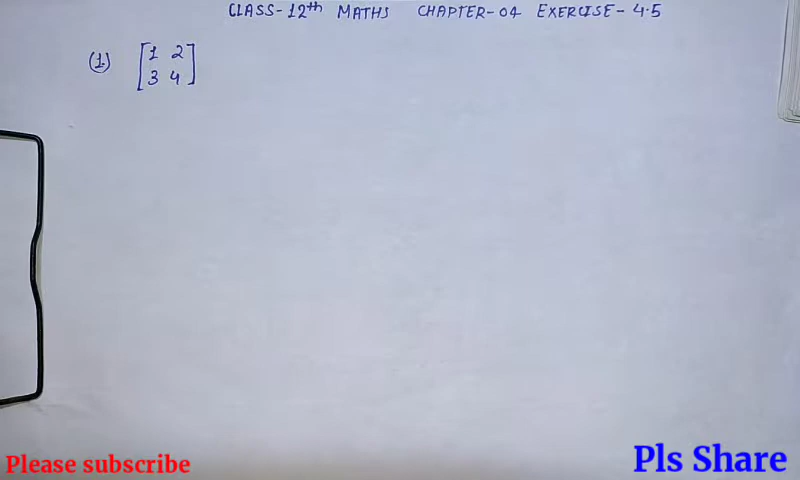 CLASS-12th MATHS CHAPTER-04 EXERCISE-4.5
(1) [1 2
3 4]
Please subscribe
Pls Share